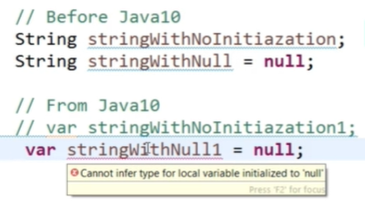 // Before Java10
String stringWithNoInitiazation;
String stringWithNull = null;
// From Java10
// var stringWithNoInitiazation1;
var stringWithNull1 = null;
Cannot infer type for local variable initialized to 'null'
Press 'F2' for focus